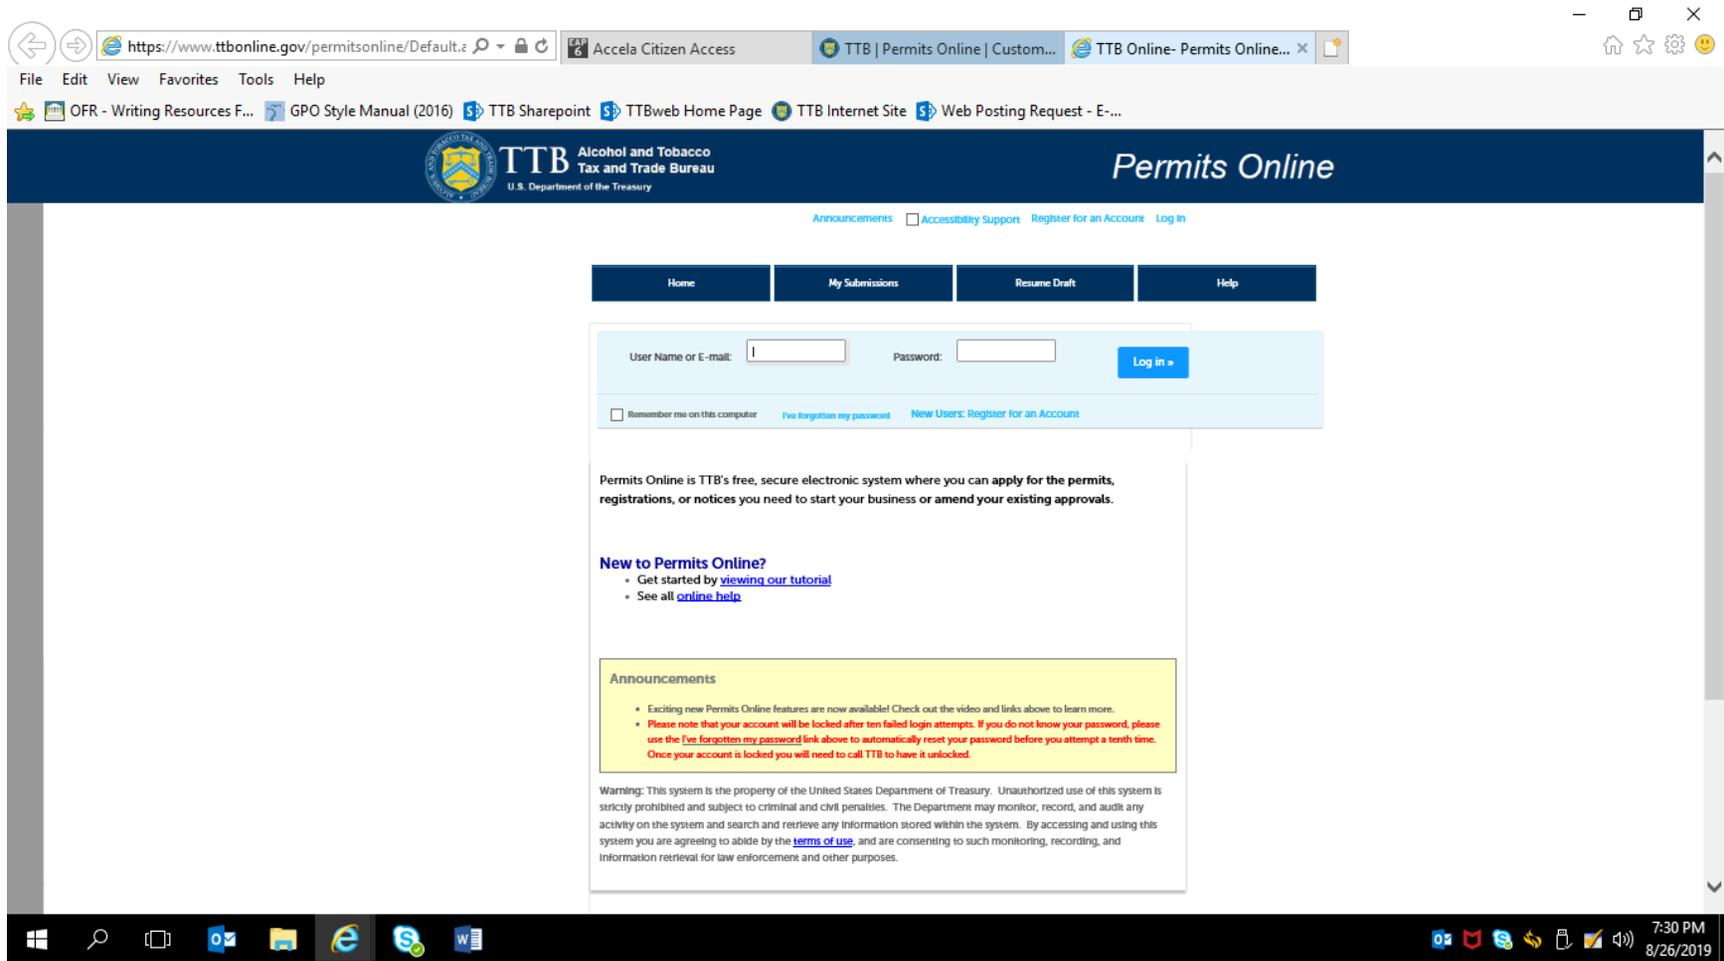 https://www.ttbonline.gov/permitsonline/Default.a
Accela Citizen Access
TTB | Permits Online | Custom...
TTB Online- Permits Online...
File Edit View Favorites Tools Help
OFR - Writing Resources F... GPO Style Manual (2016) TTB Sharepoint TTBweb Home Page TTB Internet Site Web Posting Request - E-...
TTB Alcohol and Tobacco
Tax and Trade Bureau
U.S. Department of the Treasury
Permits Online
Announcements Accessibility Support Register for an Account Log In
Home My Submissions Resume Draft Help
User Name or E-mail: Password: Log in »
Remember me on this computer I've forgotten my password New Users: Register for an Account
Permits Online is TTB's free, secure electronic system where you can apply for the permits,
registrations, or notices you need to start your business or amend your existing approvals.
New to Permits Online?
• Get started by viewing our tutorial
• See all online help
Announcements
• Exciting new Permits Online features are now available! Check out the video and links above to learn more.
• Please note that your account will be locked after ten failed login attempts. If you do not know your password, please
use the I've forgotten my password link above to automatically reset your password before you attempt a tenth time.
Once your account is locked you will need to call TTB to have it unlocked.
Warning: This system is the property of the United States Department of Treasury. Unauthorized use of this system is
strictly prohibited and subject to criminal and civil penalties. The Department may monitor, record, and audit any
activity on the system and search and retrieve any information stored within the system. By accessing and using this
system you are agreeing to abide by the terms of use, and are consenting to such monitoring, recording, and
information retrieval for law enforcement and other purposes.
7:30 PM
8/26/2019